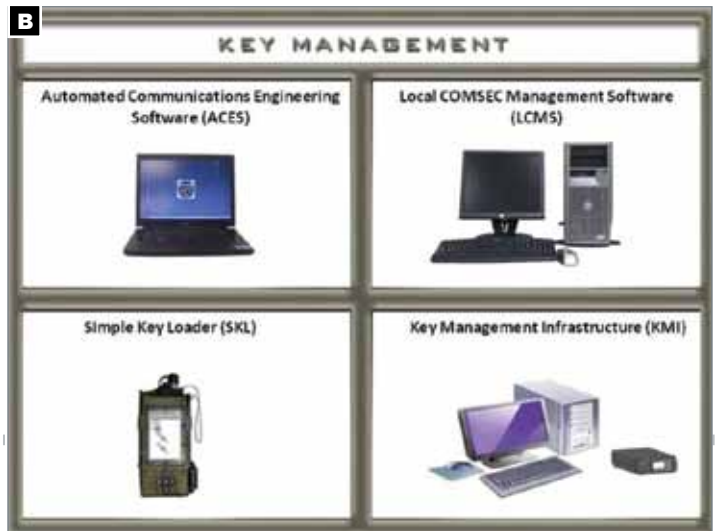 B
KEY MANAGEMENT
Automated Communications Engineering
Software (ACES)
Local COMSEC Management Software
(LCMS)
Simple Key Loader (SKL)
Key Management Infrastructure (KMI)